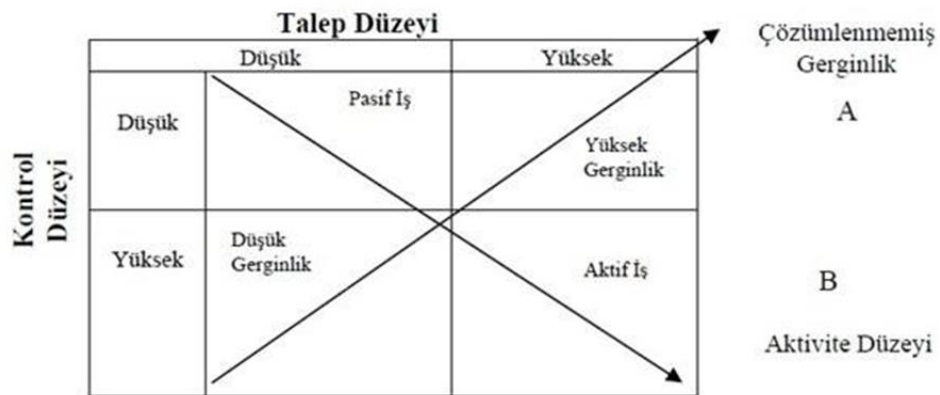 Talep Düzeyi
Düşük
Yüksek
Çözümlenmemiş
Gerginlik
A
Kontrol
Düzeyi
Düşük
Pasif İş
Yüksek
Gerginlik
Yüksek
Düşük
Gerginlik
Aktif İş
B
Aktivite Düzeyi